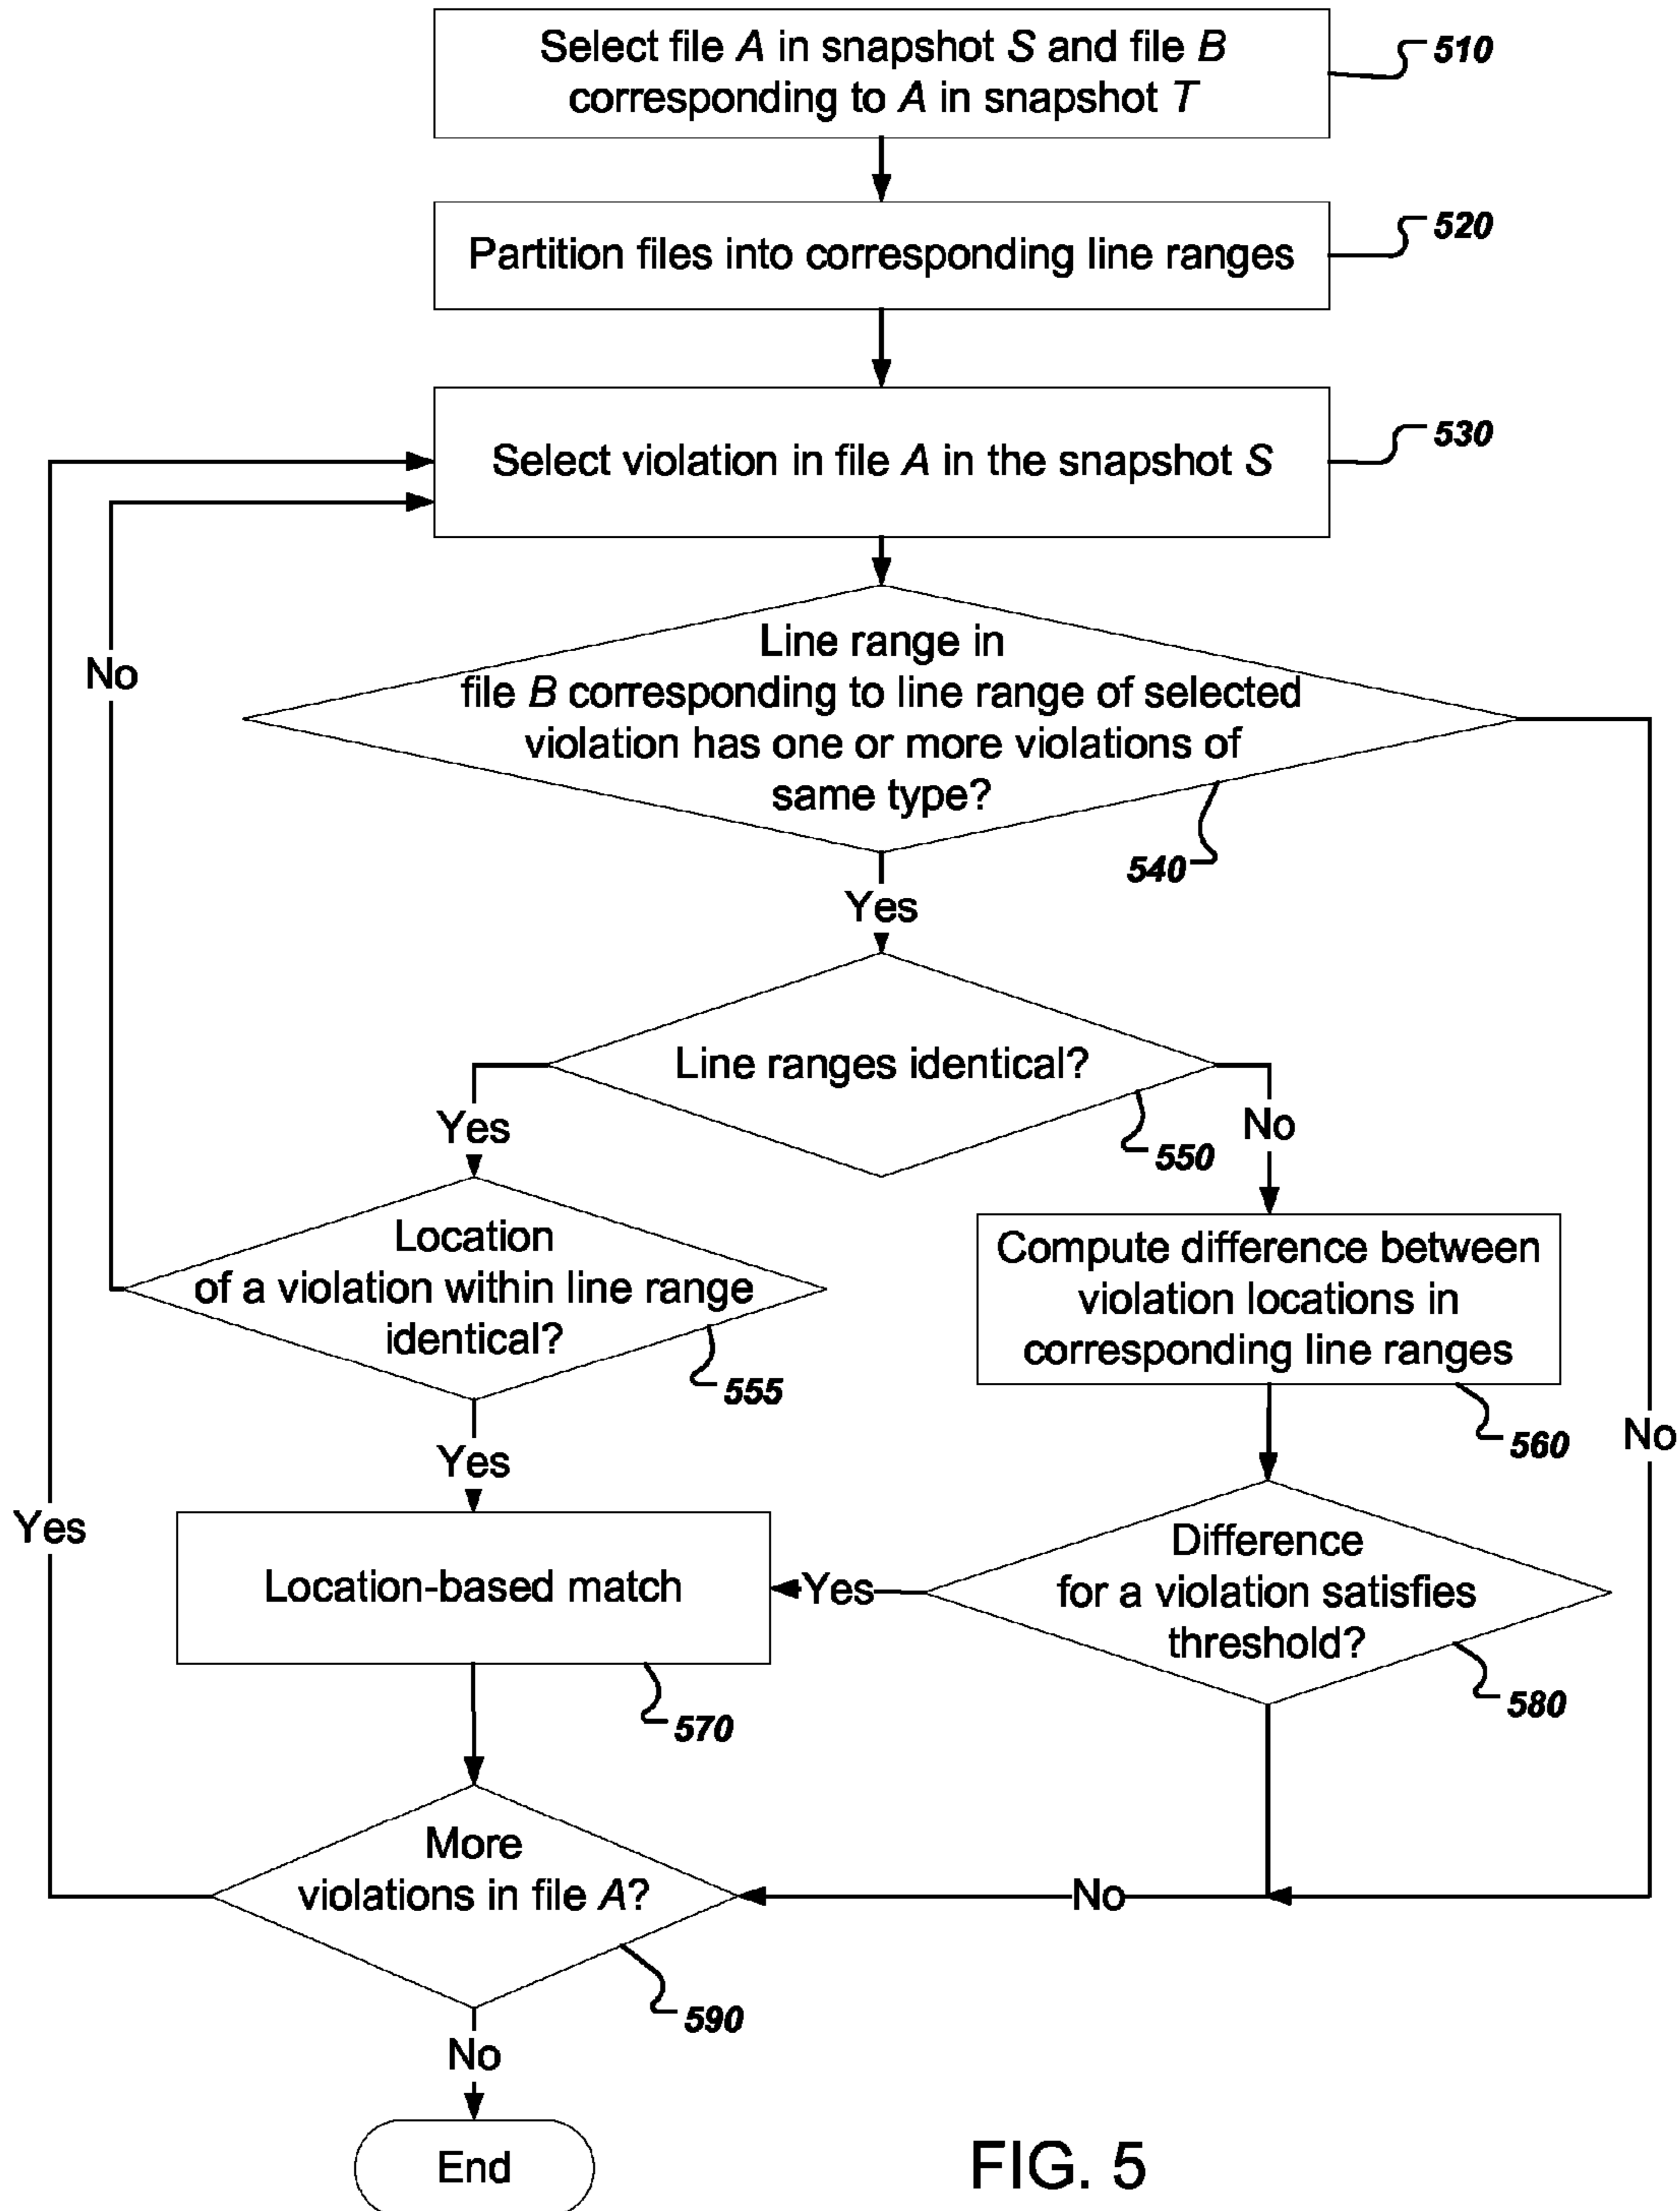 Select file A in snapshot S and file B
corresponding to A in snapshot T
510
Partition files into corresponding line ranges
520
Select violation in file A in the snapshot S
530
No
Line range in
file B corresponding to line range of selected
violation has one or more violations of
same type?
540
Yes
Line ranges identical?
550
Yes
No
Location
of a violation within line range
identical?
555
Compute difference between
violation locations in
corresponding line ranges
560
No
Yes
Yes
Location-based match
570
Yes
Difference
for a violation satisfies
threshold?
580
More
violations in file A?
590
No
No
End
FIG. 5